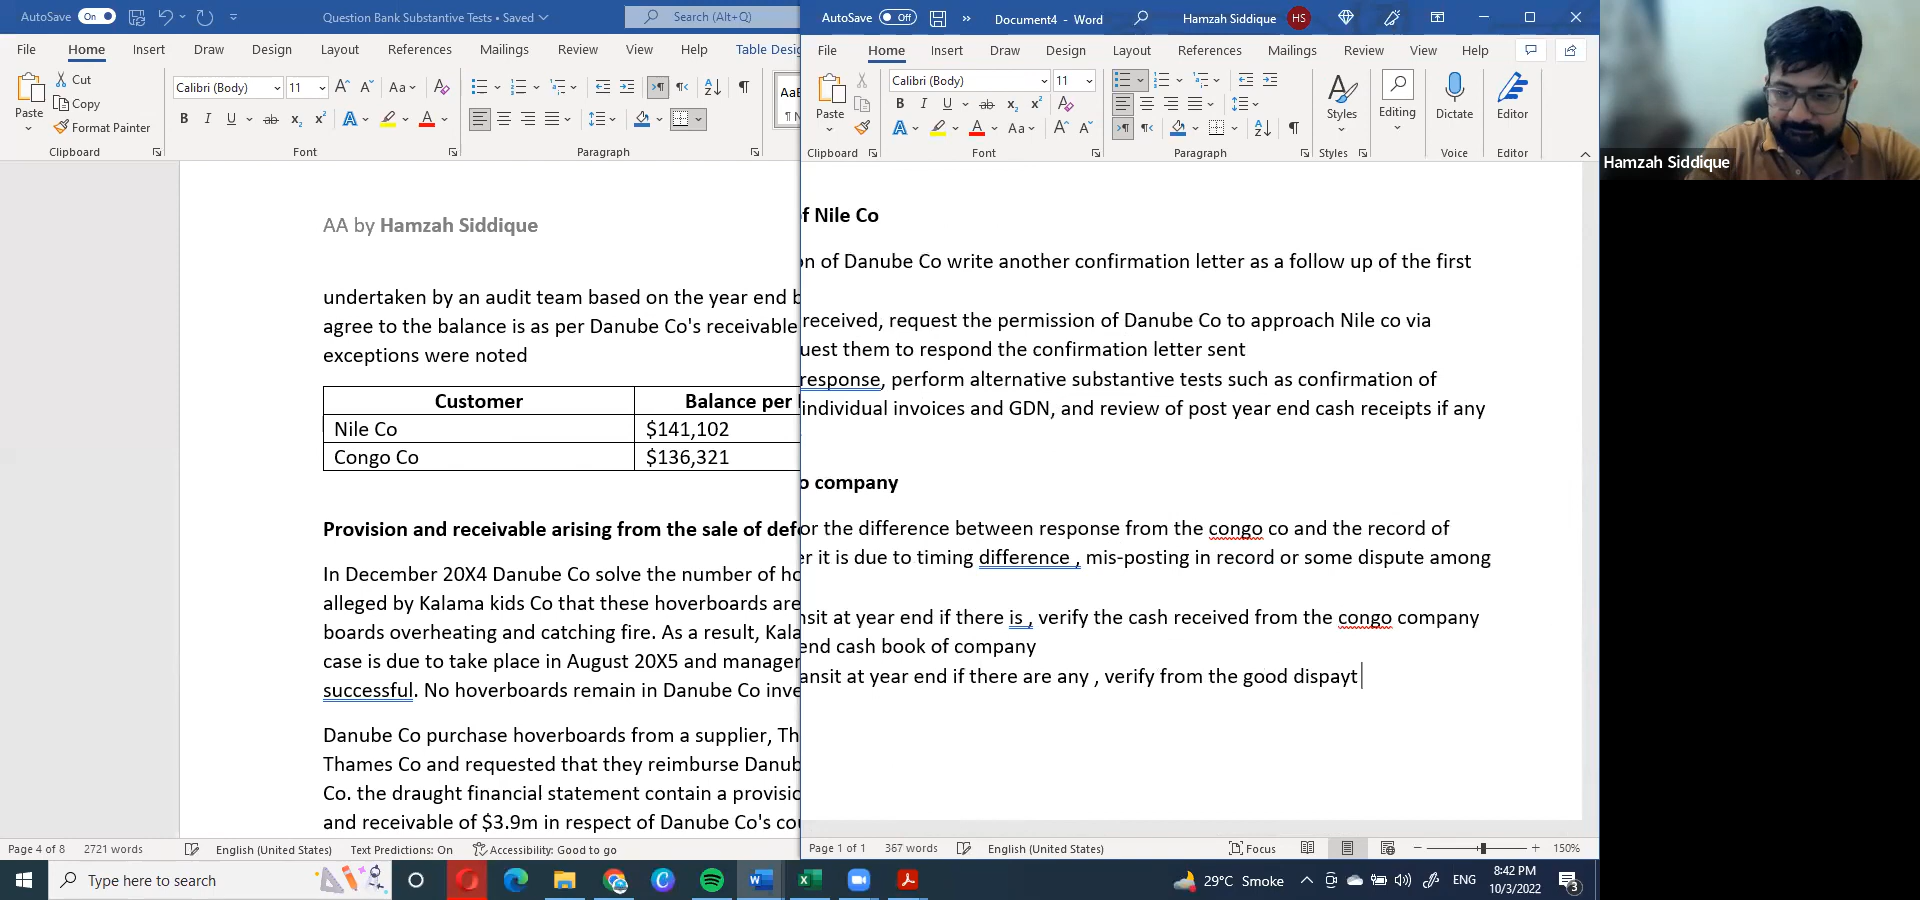 AutoSave On Question Bank Substantive Tests • Saved Search (Alt+Q)
File Home Insert Draw Design Layout References Mailings Review View Help Table Desig
Paste Cut Copy Format Painter Calibri (Body) 11 Aa
Clipboard Font Paragraph
AA by Hamzah Siddique
undertaken by an audit team based on the year end b
agree to the balance is as per Danube Co's receivable
exceptions were noted
Customer Balance per
Nile Co $141,102
Congo Co $136,321
Provision and receivable arising from the sale of def
In December 20X4 Danube Co solve the number of ho
alleged by Kalama kids Co that these hoverboards are
boards overheating and catching fire. As a result, Kala
case is due to take place in August 20X5 and manager
successful. No hoverboards remain in Danube Co inve
Danube Co purchase hoverboards from a supplier, Th
Thames Co and requested that they reimburse Danub
Co. the draught financial statement contain a provisio
and receivable of $3.9m in respect of Danube Co's cou
Page 4 of 8 2721 words English (United States) Text Predictions: On Accessibility: Good to go
AutoSave Off Document4 - Word Hamzah Siddique HS
File Home Insert Draw Design Layout References Mailings Review View Help
Paste Calibri (Body) 11 Aa Styles Editing Dictate Editor
Clipboard Font Paragraph Styles Voice Editor
f Nile Co
on of Danube Co write another confirmation letter as a follow up of the first
received, request the permission of Danube Co to approach Nile co via
uest them to respond the confirmation letter sent
response, perform alternative substantive tests such as confirmation of
individual invoices and GDN, and review of post year end cash receipts if any
o company
or the difference between response from the congo co and the record of
er it is due to timing difference , mis-posting in record or some dispute among
nsit at year end if there is , verify the cash received from the congo company
end cash book of company
ansit at year end if there are any , verify from the good dispayt
Page 1 of 1 367 words English (United States) Focus 150%
Hamzah Siddique
Type here to search 29°C Smoke ENG 8:42 PM 10/3/2022 3